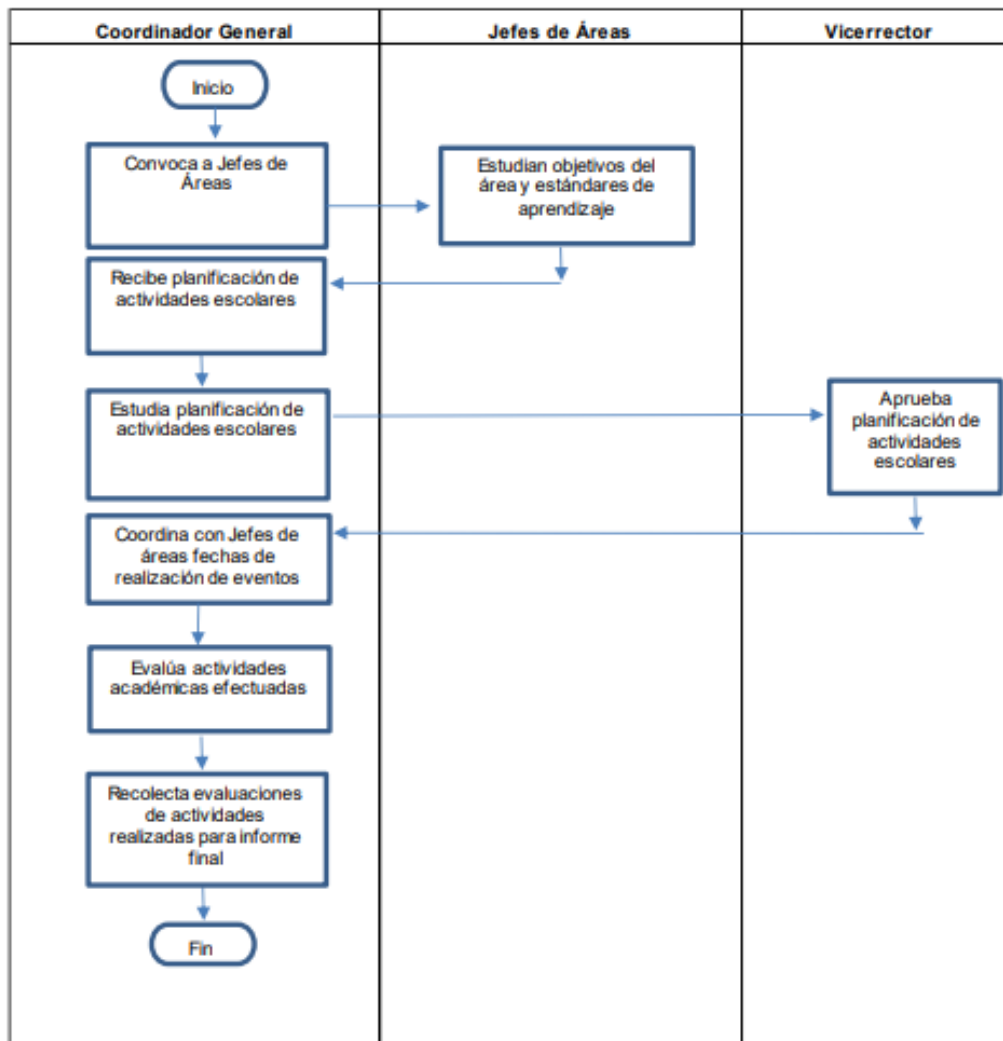 Coordinador General
Jefes de Áreas
Vicerrector
Inicio
Convoca a Jefes de
Áreas
Estudian objetivos del
área y estándares de
aprendizaje
Recibe planificación de
actividades escolares
Estudia planificación de
actividades escolares
Aprueba
planificación de
actividades
escolares
Coordina con Jefes de
áreas fechas de
realización de eventos
Evalúa actividades
académicas efectuadas
Recolecta evaluaciones
de actividades
realizadas para informe
final
Fin